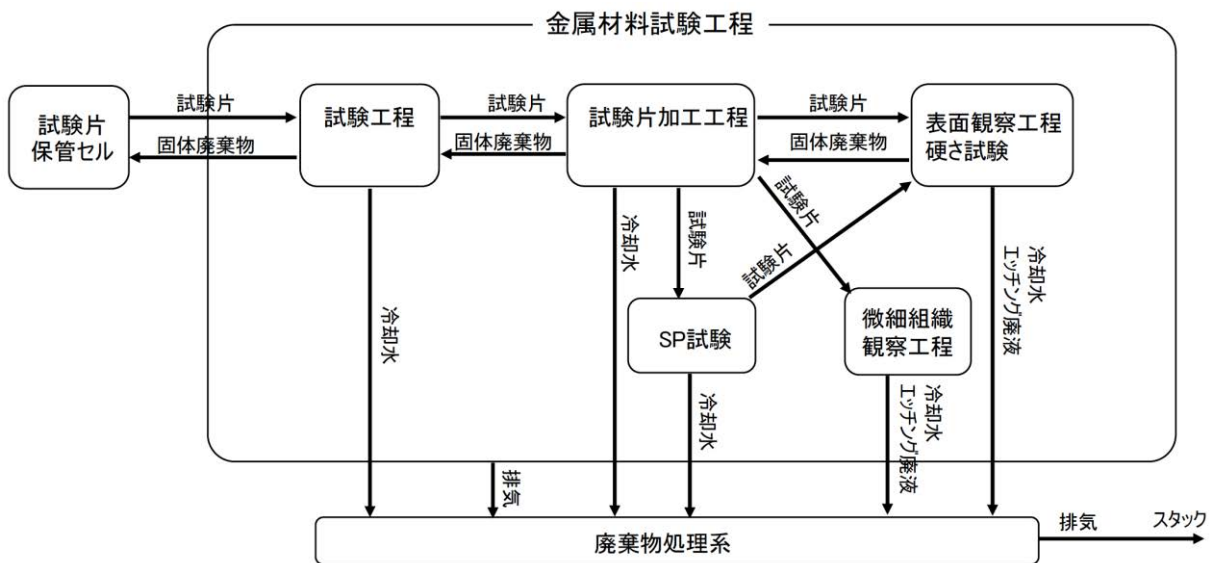 金属材料試験工程
試験片
保管セル
試験片
固体廃棄物
試験工程
試験片
固体廃棄物
試験片加工工程
試験片
固体廃棄物
表面観察工程
硬さ試験
冷却水
冷却水
試験片
試験片
試験片
SP試験
微細組織
観察工程
冷却水
エッチング廃液
冷却水
冷却水
エッチング廃液
排気
廃棄物処理系
排気
スタック